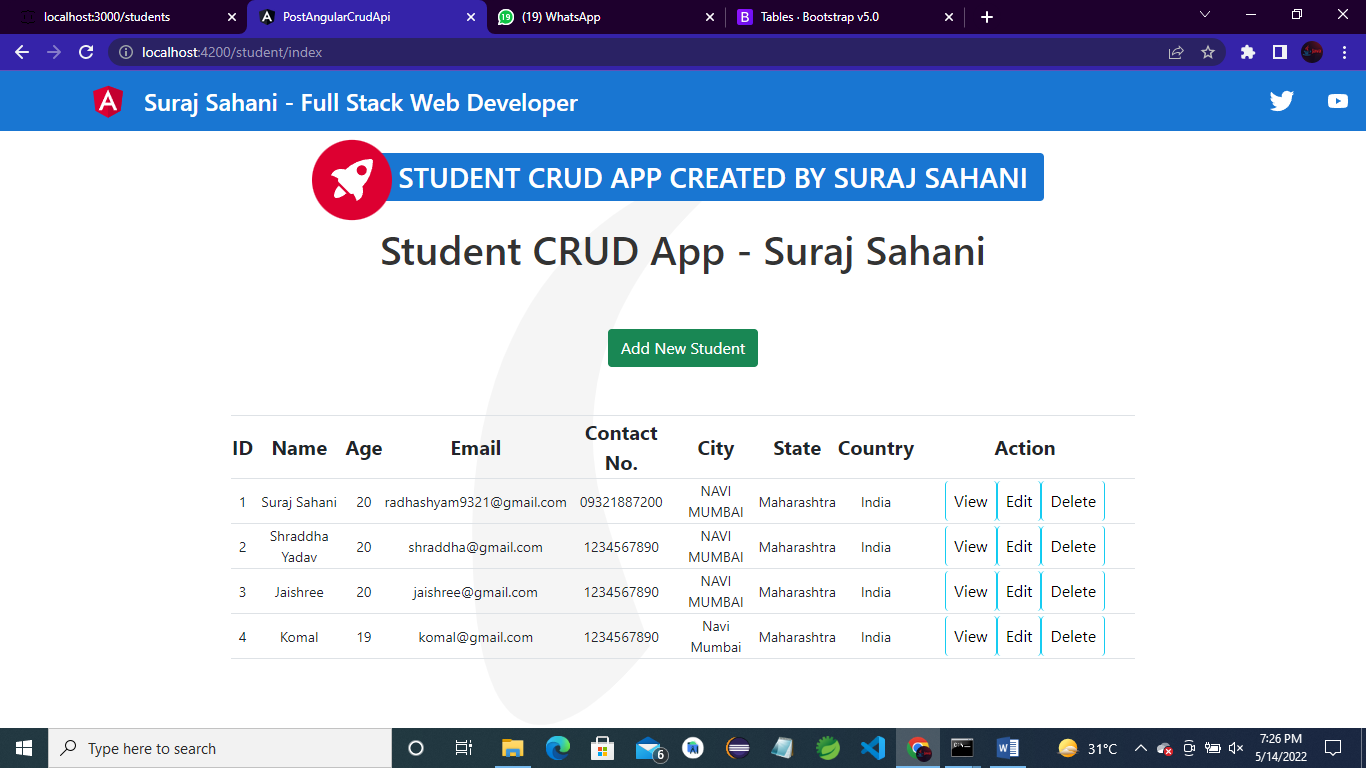 localhost:3000/students
PostAngularCrudApi
19
(19) WhatsApp
B
Tables · Bootstrap v5.0
localhost:4200/student/index
A
Suraj Sahani - Full Stack Web Developer
STUDENT CRUD APP CREATED BY SURAJ SAHANI
Student CRUD App - Suraj Sahani
Add New Student
ID Name Age Email Contact No. City State Country Action
1 Suraj Sahani 20 radhashyam9321@gmail.com 09321887200 NAVI MUMBAI Maharashtra India View Edit Delete
2 Shraddha Yadav 20 shraddha@gmail.com 1234567890 NAVI MUMBAI Maharashtra India View Edit Delete
3 Jaishree 20 jaishree@gmail.com 1234567890 NAVI MUMBAI Maharashtra India View Edit Delete
4 Komal 19 komal@gmail.com 1234567890 Navi Mumbai Maharashtra India View Edit Delete
Type here to search
6
31°C
7:26 PM
5/14/2022